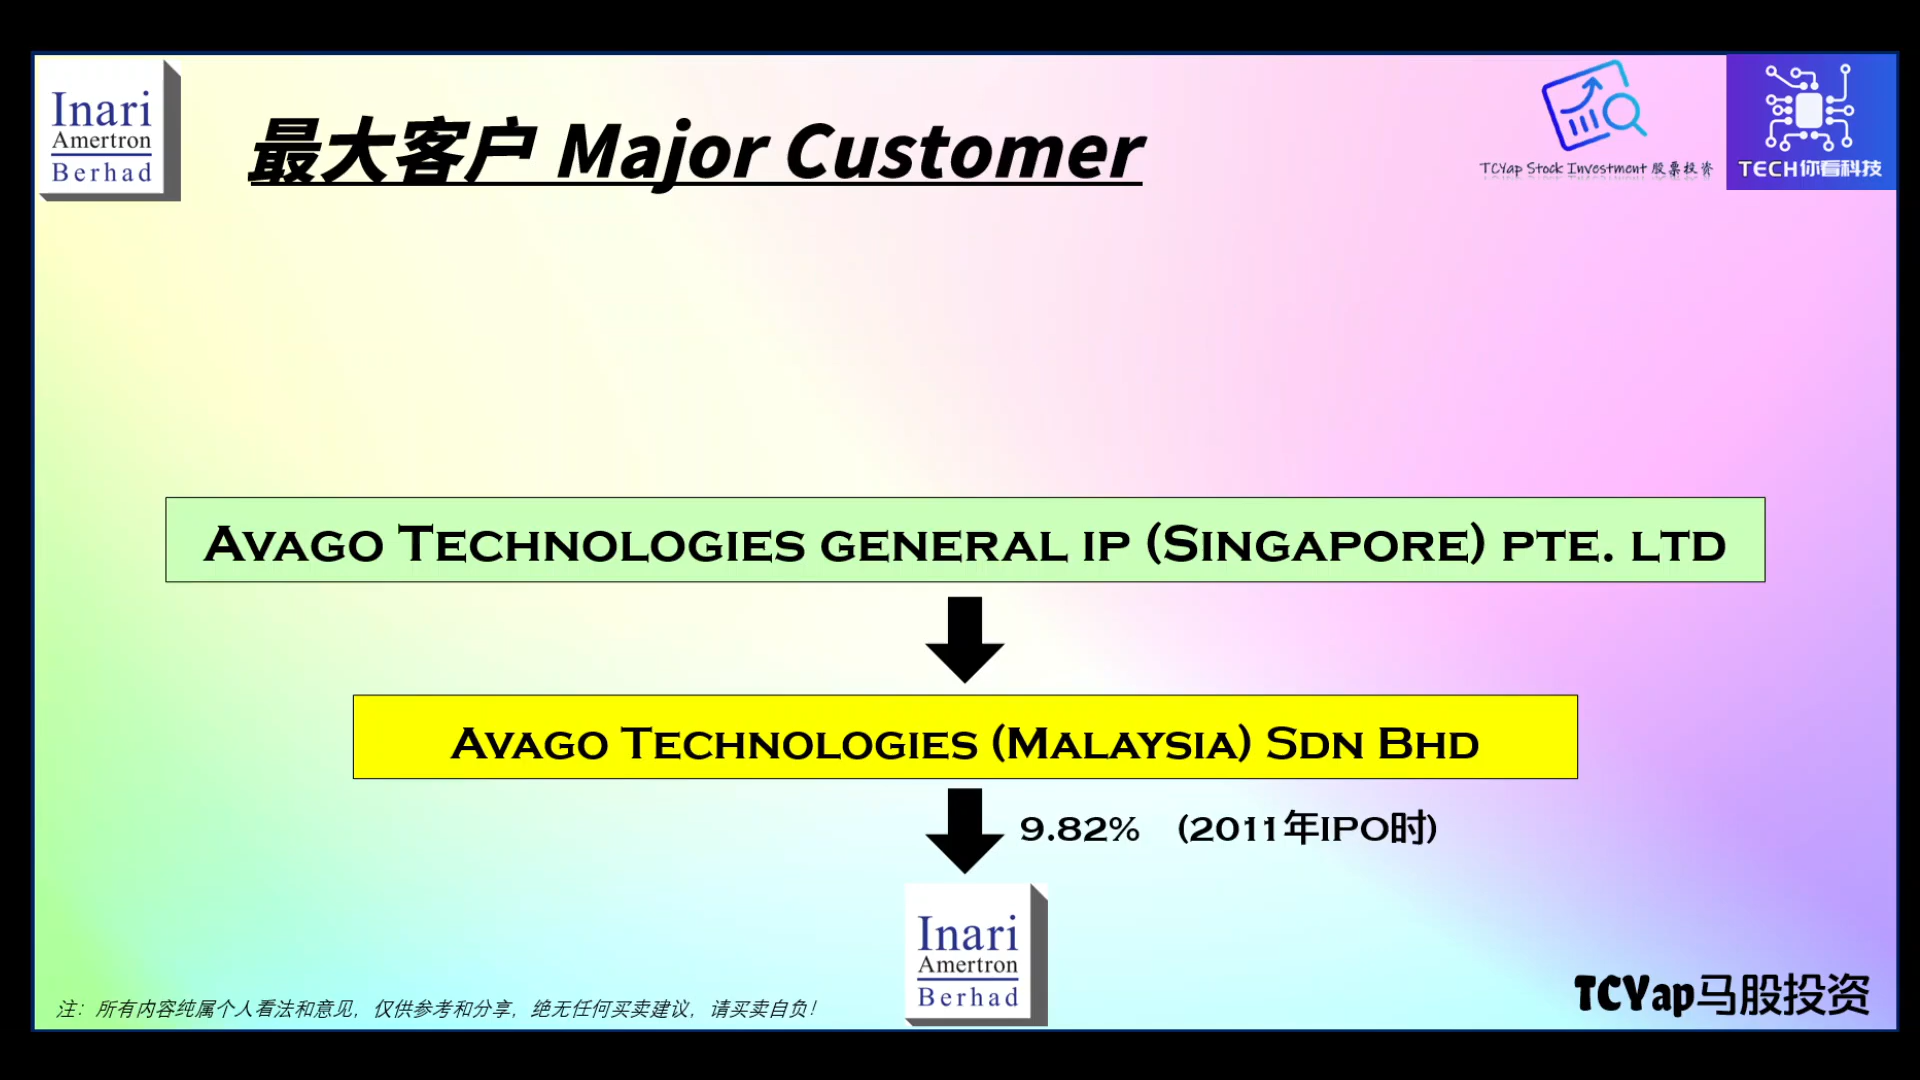 Inari
Amertron
Berhad
最大客户 Major Customer
TCYap Stock Investment 股票投资
TECH你看科技
Avago Technologies general ip (Singapore) pte. ltd
Avago Technologies (Malaysia) Sdn Bhd
9.82% (2011年IPO时)
Inari
Amertron
Berhad
注：所有内容纯属个人看法和意见，仅供参考和分享，绝无任何买卖建议，请买卖自负！
TCYap马股投资